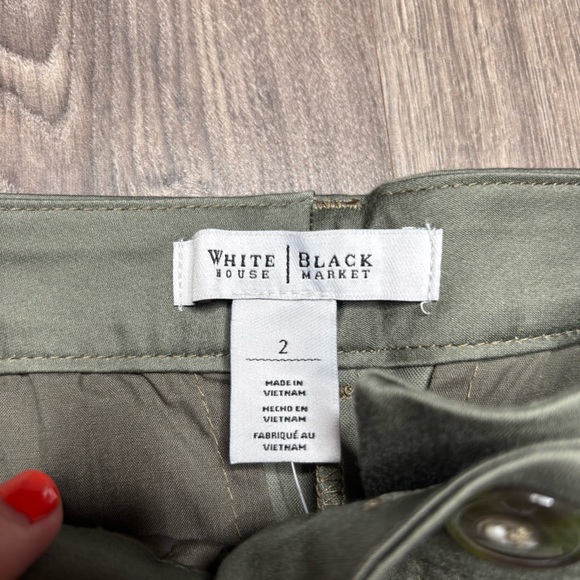 WHITE | BLACK
HOUSE MARKET
2
MADE IN
VIETNAM
HECHO EN
VIETNAM
FABRIQUÉ AU
VIETNAM